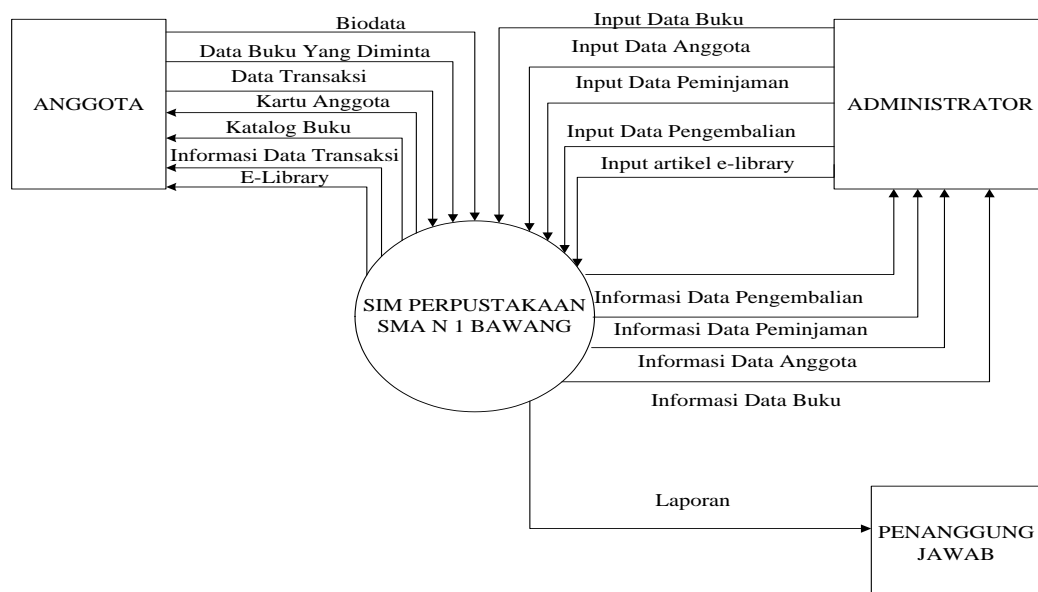 Biodata
Data Buku Yang Diminta
Data Transaksi
Kartu Anggota
Katalog Buku
Informasi Data Transaksi
E-Library
ANGGOTA
Input Data Buku
Input Data Anggota
Input Data Peminjaman
Input Data Pengembalian
Input artikel e-library
ADMINISTRATOR
SIM PERPUSTAKAAN
SMA N 1 BAWANG
Informasi Data Pengembalian
Informasi Data Peminjaman
Informasi Data Anggota
Informasi Data Buku
Laporan
PENANGGUNG
JAWAB